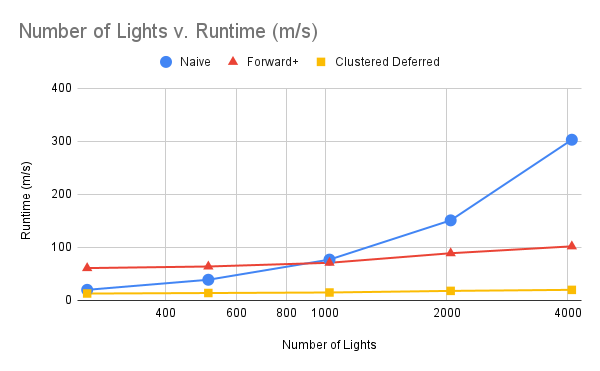 Number of Lights v. Runtime (m/s)
Naive Forward+ Clustered Deferred
400
300
200
100
0
Runtime (m/s)
400 600 800 1000 2000 4000
Number of Lights